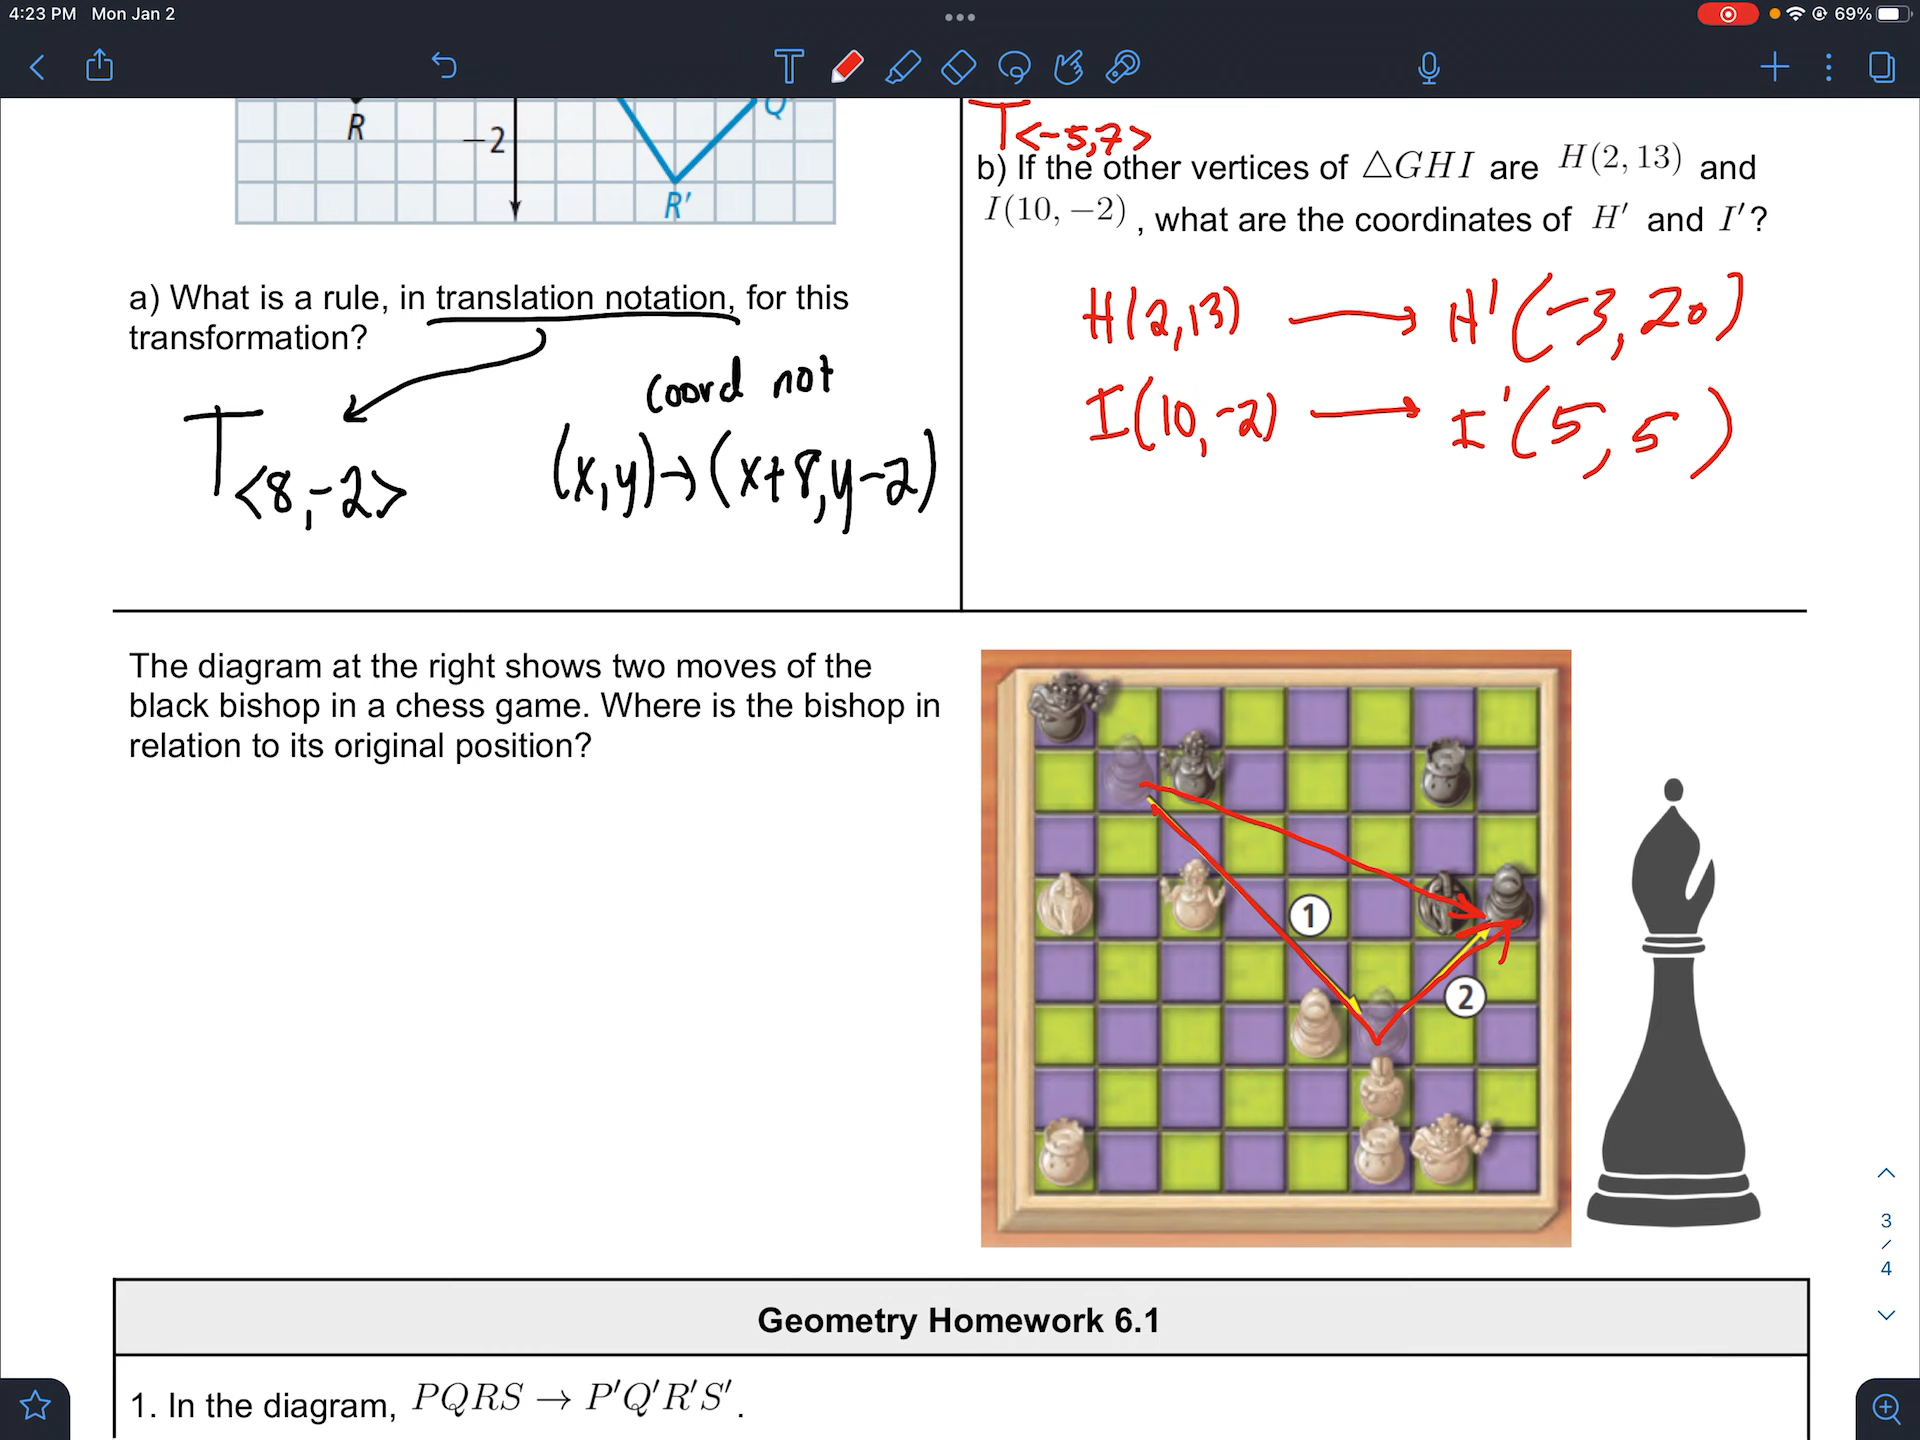 4:23 PM Mon Jan 2
69%
T
R
−2
Q
R'
T<-5,7>
b) If the other vertices of △GHI are H(2, 13) and
I(10, −2) , what are the coordinates of H′ and I′?
H(2,13) → H'(-3, 20)
I(10,-2) → I'(5, 5)
a) What is a rule, in translation notation, for this
transformation?
coord not
T<8,-2>
(x,y)→(x+8,y-2)
The diagram at the right shows two moves of the
black bishop in a chess game. Where is the bishop in
relation to its original position?
1
2
3
/
4
Geometry Homework 6.1
1. In the diagram, PQRS → P′Q′R′S′ .